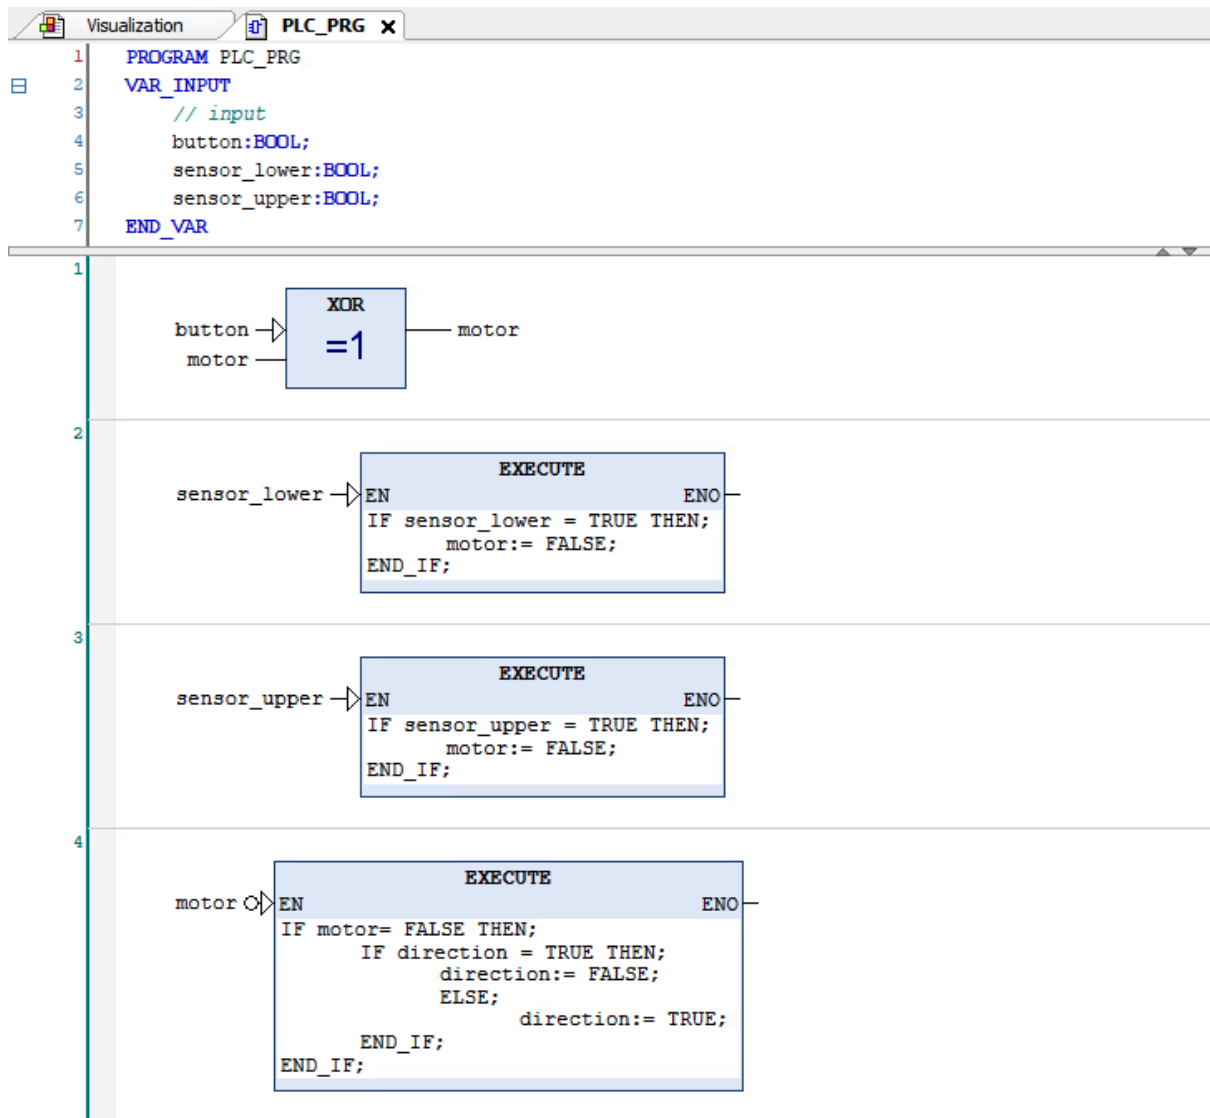 Visualization PLC_PRG X
1 PROGRAM PLC_PRG
2 VAR_INPUT
3 // input
4 button:BOOL;
5 sensor_lower:BOOL;
6 sensor_upper:BOOL;
7 END_VAR
1
XOR
button =1 motor
motor
2
EXECUTE
sensor_lower EN ENO
IF sensor_lower = TRUE THEN;
motor:= FALSE;
END_IF;
3
EXECUTE
sensor_upper EN ENO
IF sensor_upper = TRUE THEN;
motor:= FALSE;
END_IF;
4
EXECUTE
motor EN ENO
IF motor= FALSE THEN;
IF direction = TRUE THEN;
direction:= FALSE;
ELSE;
direction:= TRUE;
END_IF;
END_IF;